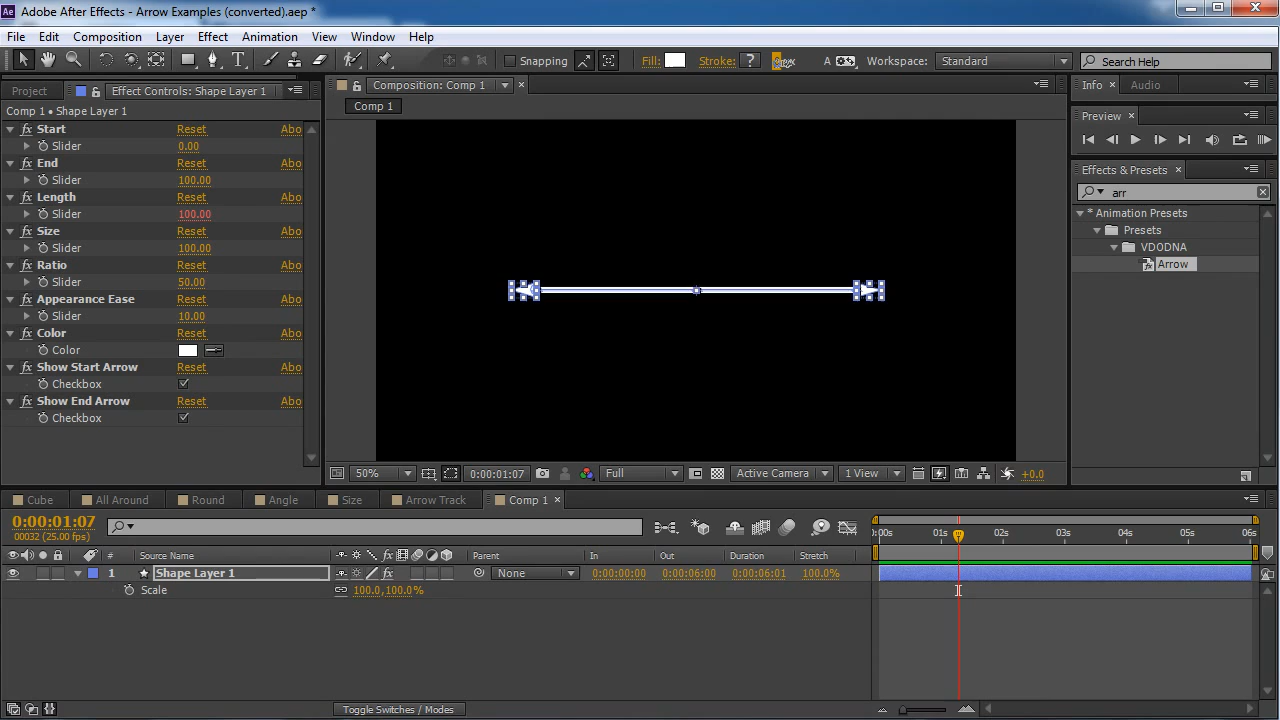 Adobe After Effects - Arrow Examples (converted).aep *
File Edit Composition Layer Effect Animation View Window Help
Snapping Fill: Stroke: ? Workspace: Standard Search Help
Project Effect Controls: Shape Layer 1
Comp 1 • Shape Layer 1
Start Reset Abo
Slider 0.00
End Reset Abo
Slider 100.00
Length Reset Abo
Slider 100.00
Size Reset Abo
Slider 100.00
Ratio Reset Abo
Slider 50.00
Appearance Ease Reset Abo
Slider 10.00
Color Reset Abo
Color
Show Start Arrow Reset Abo
Checkbox
Show End Arrow Reset Abo
Checkbox
Composition: Comp 1
Comp 1
50% 0:00:01:07 Full Active Camera 1 View +0.0
Info Audio
Preview
Effects & Presets
arr
* Animation Presets
Presets
VDODNA
Arrow
Cube All Around Round Angle Size Arrow Track Comp 1
0:00:01:07
00032 (25.00 fps)
# Source Name Parent In Out Duration Stretch
1 Shape Layer 1 None 0:00:00:00 0:00:06:00 0:00:06:01 100.0%
Scale 100.0,100.0%
:00s 01s 02s 03s 04s 05s 06s
Toggle Switches / Modes